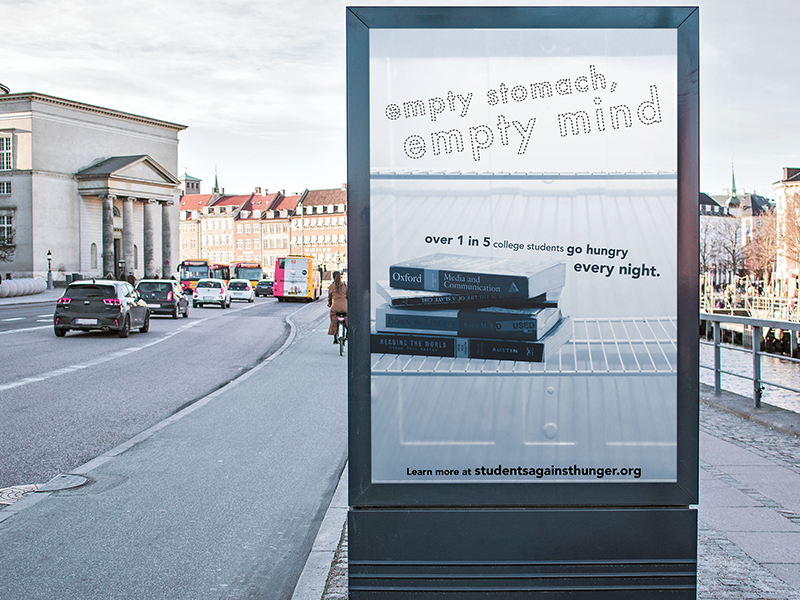 empty stomach,
empty mind
over 1 in 5 college students go hungry
every night.
Oxford Media and
Communication
USED
READING THE WORLD
AUSTIN
Learn more at studentsagainsthunger.org